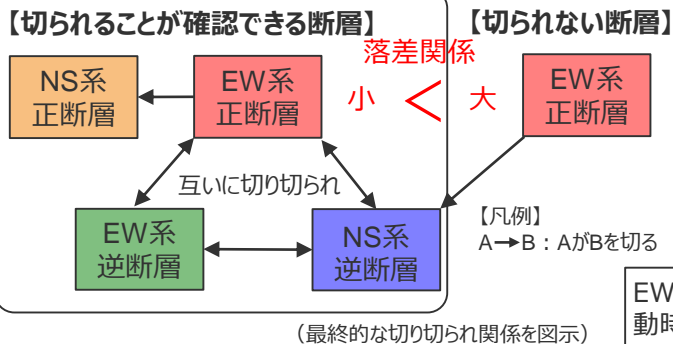 【切られることが確認できる断層】
【切られない断層】
落差関係
NS系
正断層
EW系
正断層
小 < 大
EW系
正断層
互いに切り切られ
EW系
逆断層
NS系
逆断層
【凡例】
A→B：AがBを切る
（最終的な切り切られ関係を図示）
EW
動時